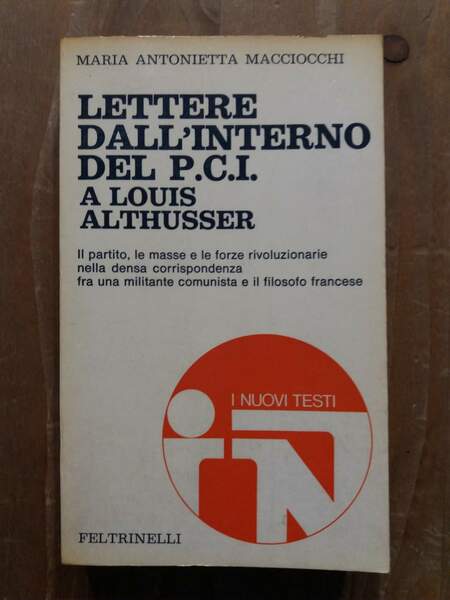 MARIA ANTONIETTA MACCIOCCHI
LETTERE
DALL'INTERNO
DEL P.C.I.
A LOUIS
ALTHUSSER
Il partito, le masse e le forze rivoluzionarie
nella densa corrispondenza
fra una militante comunista e il filosofo francese
I NUOVI TESTI
iNT
FELTRINELLI